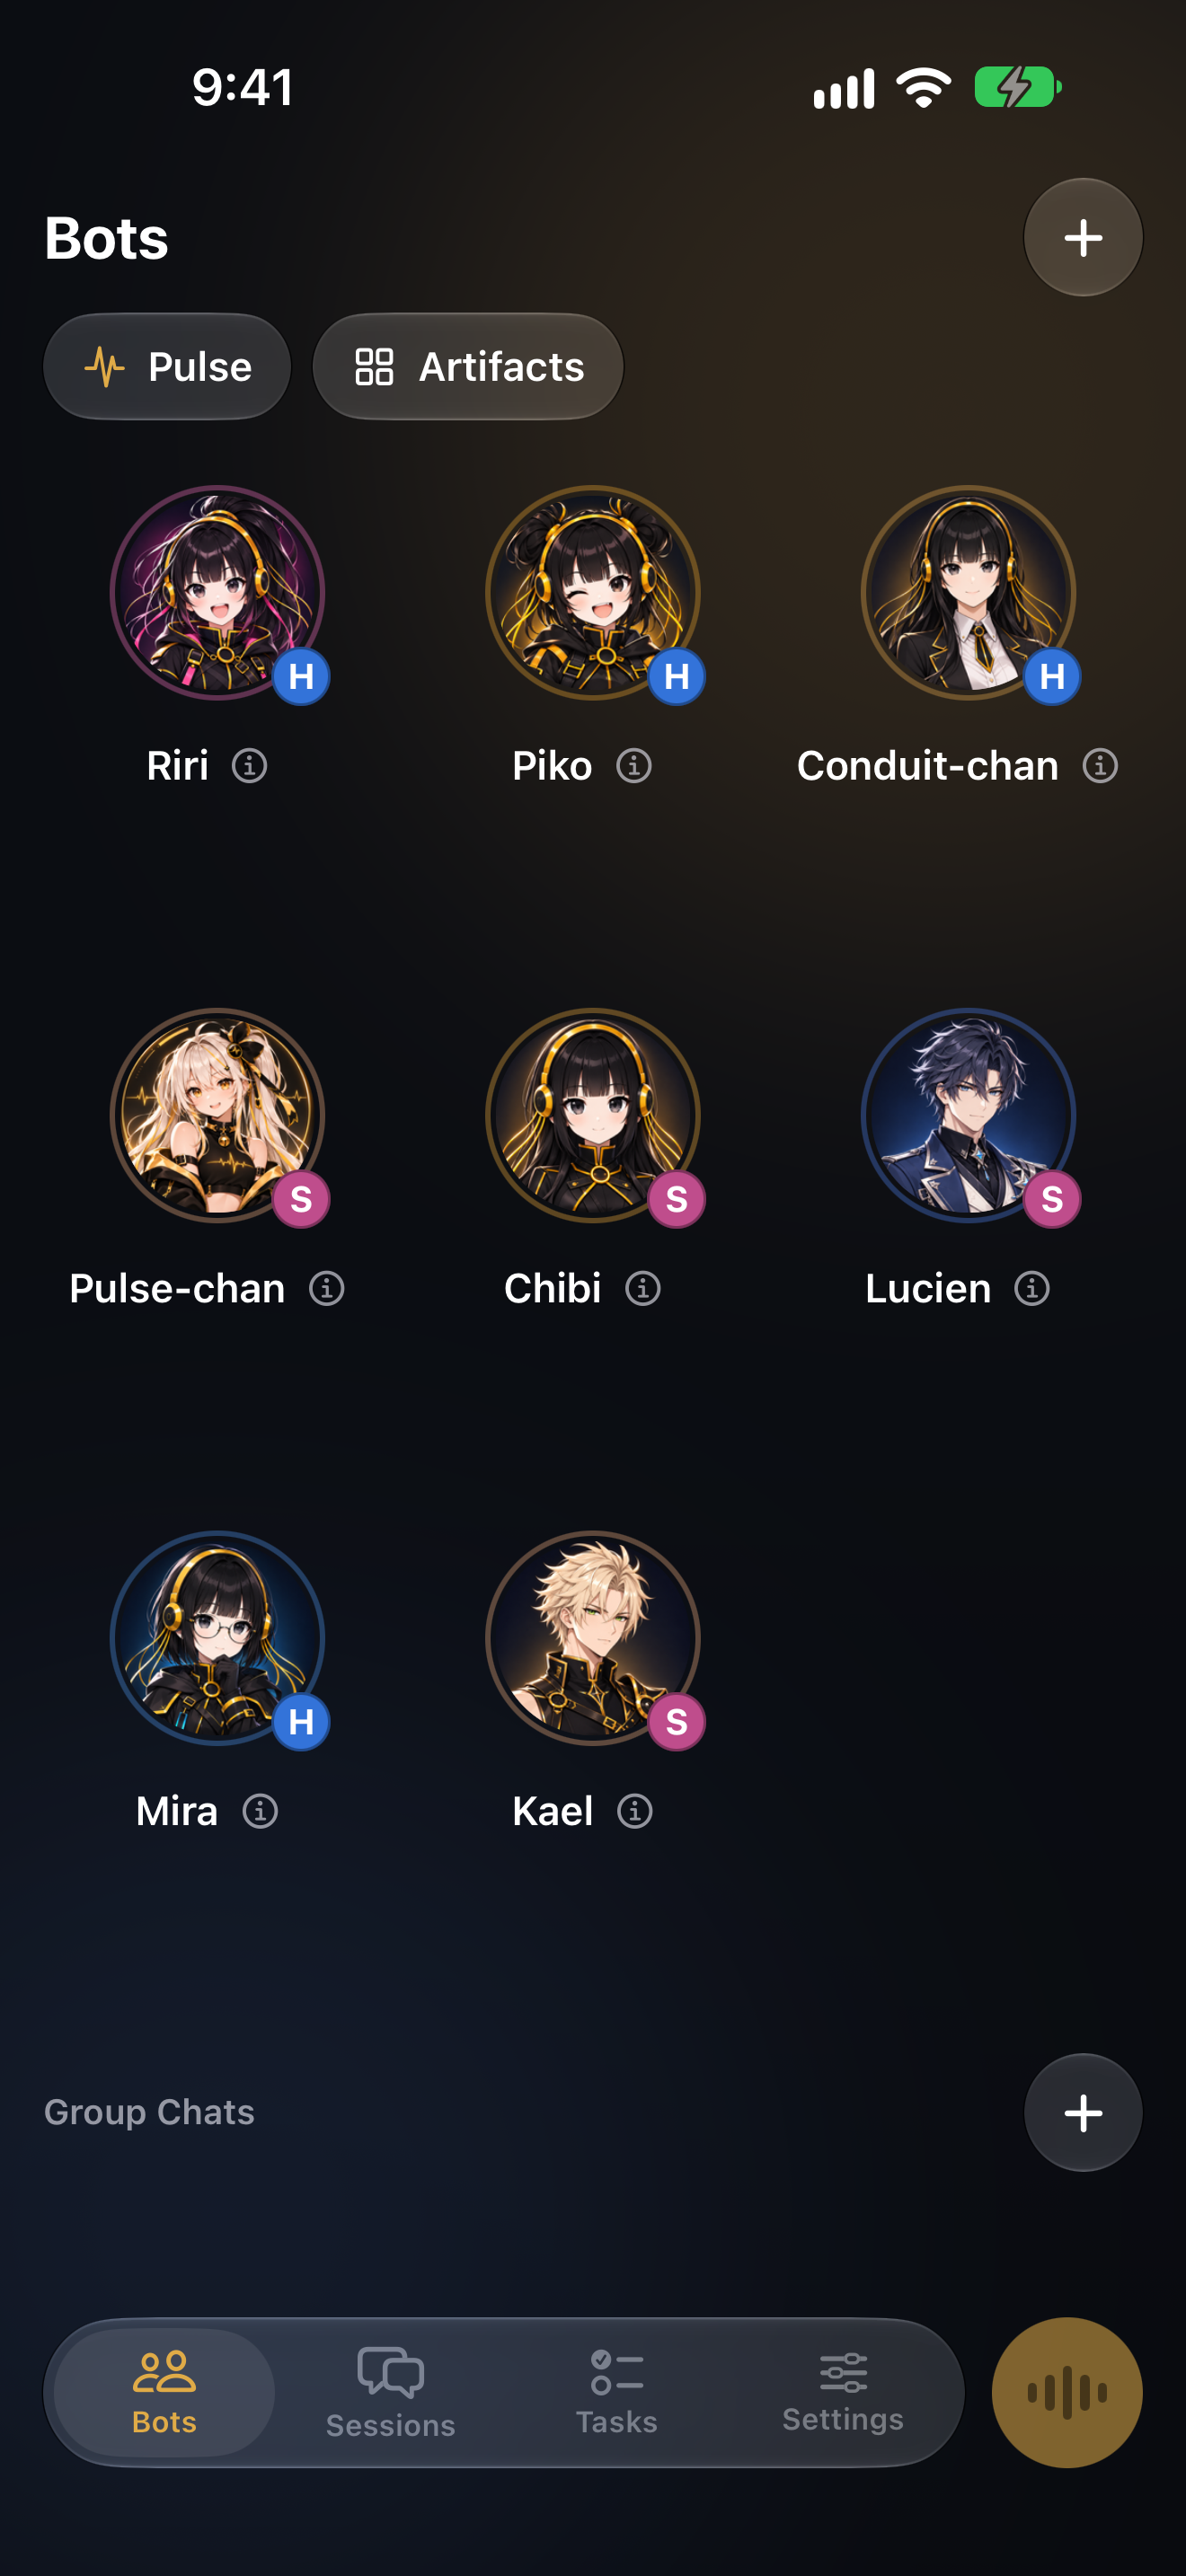 9:41
Bots
Pulse
Artifacts
H
H
H
Riri
Piko
Conduit-chan
S
S
S
Pulse-chan
Chibi
Lucien
H
S
Mira
Kael
Group Chats
Bots
Sessions
Tasks
Settings